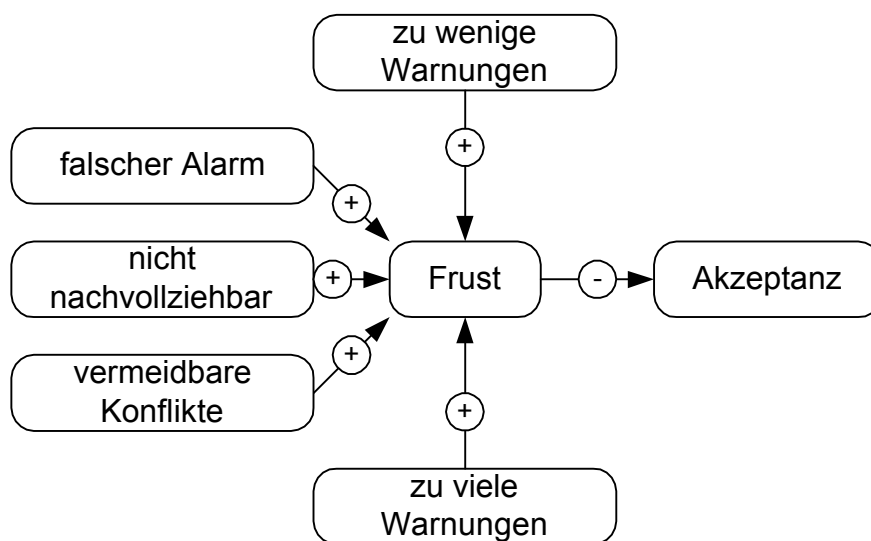 zu wenige
Warnungen
+
falscher Alarm
+
nicht
nachvollziehbar
+
Frust
-
Akzeptanz
vermeidbare
Konflikte
+
+
zu viele
Warnungen